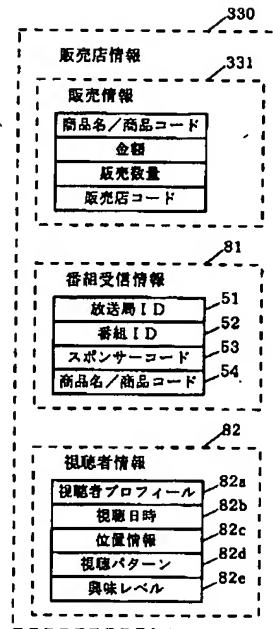 330
販売店情報
331
販売情報
商品名／商品コード
金額
販売数量
販売店コード
81
番組受信情報
放送局ID 51
番組ID 52
スポンサーコード 53
商品名／商品コード 54
82
視聴者情報
視聴者プロフィール 82a
視聴日時 82b
位置情報 82c
視聴パターン 82d
興味レベル 82e